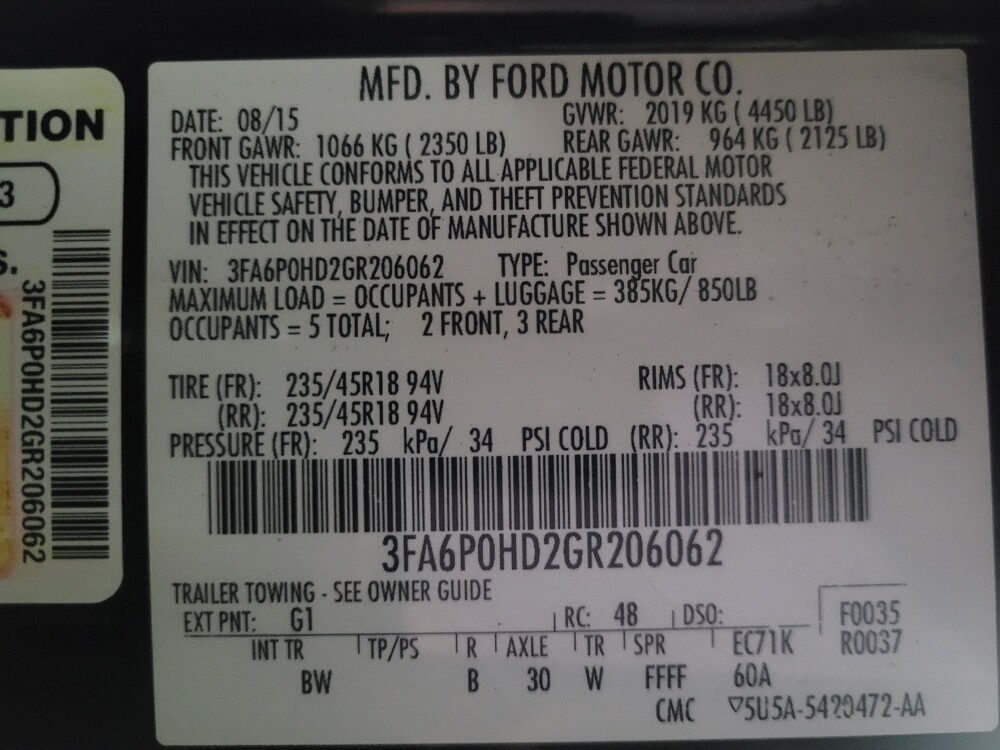 TION
3
S.
3FA6P0HD2GR206062
MFD. BY FORD MOTOR CO.
DATE: 08/15 GVWR: 2019 KG ( 4450 LB)
FRONT GAWR: 1066 KG ( 2350 LB) REAR GAWR: 964 KG ( 2125 LB)
THIS VEHICLE CONFORMS TO ALL APPLICABLE FEDERAL MOTOR
VEHICLE SAFETY, BUMPER, AND THEFT PREVENTION STANDARDS
IN EFFECT ON THE DATE OF MANUFACTURE SHOWN ABOVE.
VIN: 3FA6P0HD2GR206062 TYPE: Passenger Car
MAXIMUM LOAD = OCCUPANTS + LUGGAGE = 385KG/ 850LB
OCCUPANTS = 5 TOTAL; 2 FRONT, 3 REAR
TIRE (FR): 235/45R18 94V RIMS (FR): 18x8.0J
(RR): 235/45R18 94V (RR): 18x8.0J
PRESSURE (FR): 235 kPa/ 34 PSI COLD (RR): 235 kPa/ 34 PSI COLD
3FA6P0HD2GR206062
TRAILER TOWING - SEE OWNER GUIDE
EXT PNT: G1 RC: 48 DSO: F0035
INT TR TP/PS R AXLE TR SPR EC71K R0037
BW B 30 W FFFF 60A
CMC ▽5U5A-5420472-AA